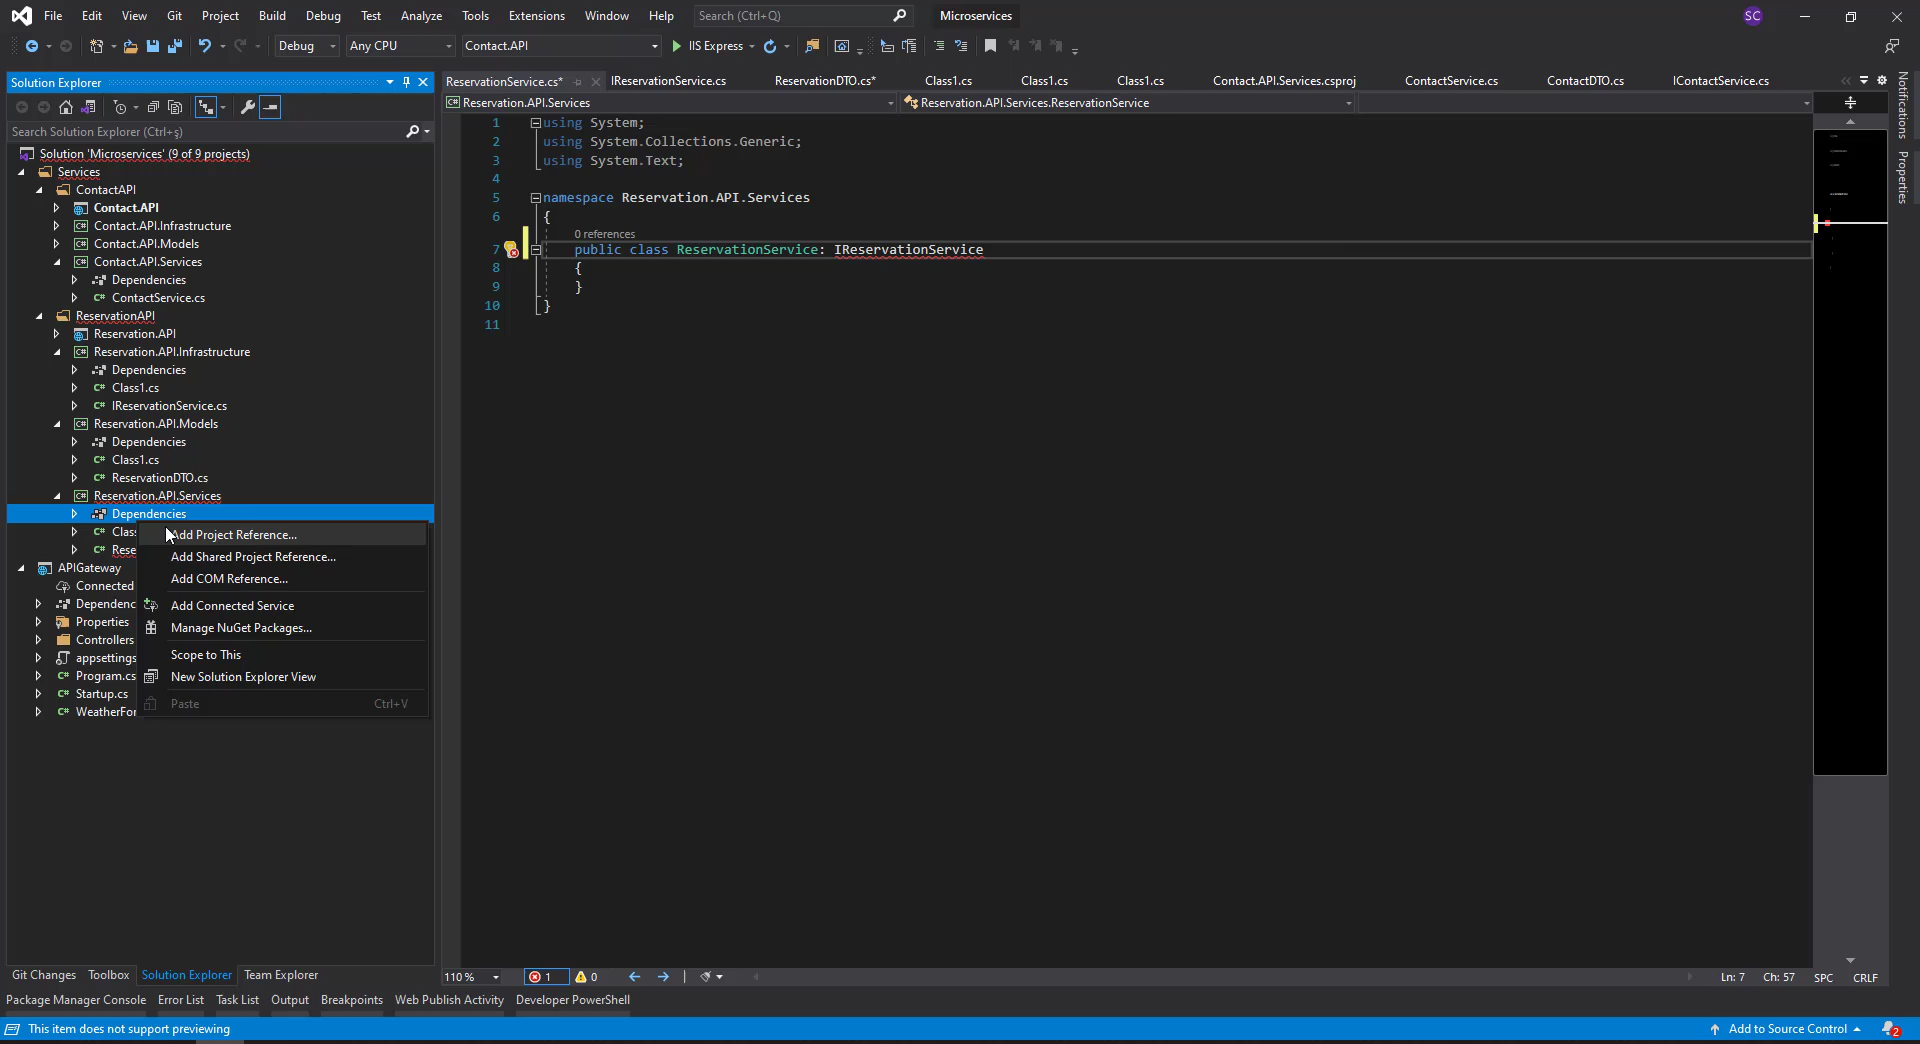 File Edit View Git Project Build Debug Test Analyze Tools Extensions Window Help Search (Ctrl+Q) Microservices SC
Debug Any CPU Contact.API IIS Express
Solution Explorer
Search Solution Explorer (Ctrl+ş)
Solution 'Microservices' (9 of 9 projects)
Services
ContactAPI
Contact.API
Contact.API.Infrastructure
Contact.API.Models
Contact.API.Services
Dependencies
C# ContactService.cs
ReservationAPI
Reservation.API
C# Reservation.API.Infrastructure
Dependencies
C# Class1.cs
C# IReservationService.cs
C# Reservation.API.Models
Dependencies
C# Class1.cs
C# ReservationDTO.cs
C# Reservation.API.Services
Dependencies
C# Clas
C# Rese
APIGateway
Connected
Dependenc
Properties
Controllers
appsettings
C# Program.cs
C# Startup.cs
C# WeatherFor
Add Project Reference...
Add Shared Project Reference...
Add COM Reference...
Add Connected Service
Manage NuGet Packages...
Scope to This
New Solution Explorer View
Paste Ctrl+V
ReservationService.cs* IReservationService.cs ReservationDTO.cs* Class1.cs Class1.cs Class1.cs Contact.API.Services.csproj ContactService.cs ContactDTO.cs IContactService.cs
Reservation.API.Services Reservation.API.Services.ReservationService
1 using System;
2 using System.Collections.Generic;
3 using System.Text;
4
5 namespace Reservation.API.Services
6 {
0 references
7 public class ReservationService: IReservationService
8 {
9 }
10 }
11
Notifications
Properties
110 % 1 0 Ln: 7 Ch: 57 SPC CRLF
Git Changes Toolbox Solution Explorer Team Explorer
Package Manager Console Error List Task List Output Breakpoints Web Publish Activity Developer PowerShell
This item does not support previewing Add to Source Control 2